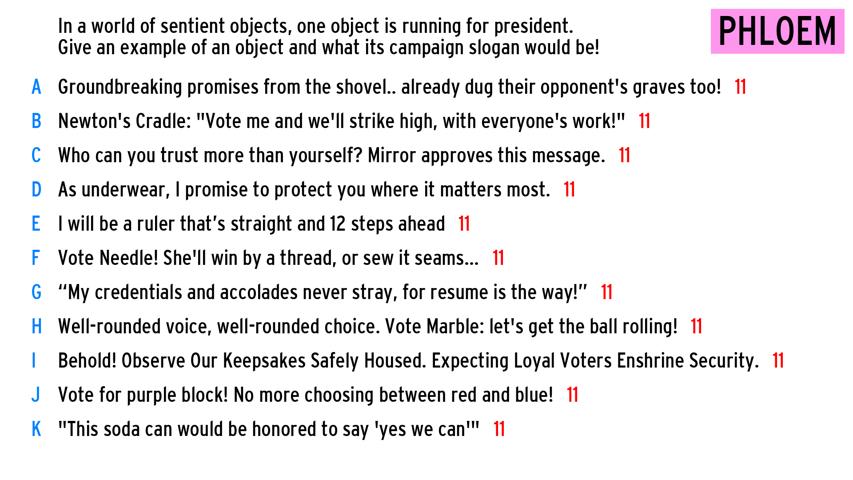 In a world of sentient objects, one object is running for president.
Give an example of an object and what its campaign slogan would be!
PHLOEM
A Groundbreaking promises from the shovel.. already dug their opponent's graves too! 11
B Newton's Cradle: "Vote me and we'll strike high, with everyone's work!" 11
C Who can you trust more than yourself? Mirror approves this message. 11
D As underwear, I promise to protect you where it matters most. 11
E I will be a ruler that’s straight and 12 steps ahead 11
F Vote Needle! She'll win by a thread, or sew it seams... 11
G “My credentials and accolades never stray, for resume is the way!” 11
H Well-rounded voice, well-rounded choice. Vote Marble: let's get the ball rolling! 11
I Behold! Observe Our Keepsakes Safely Housed. Expecting Loyal Voters Enshrine Security. 11
J Vote for purple block! No more choosing between red and blue! 11
K "This soda can would be honored to say 'yes we can'" 11